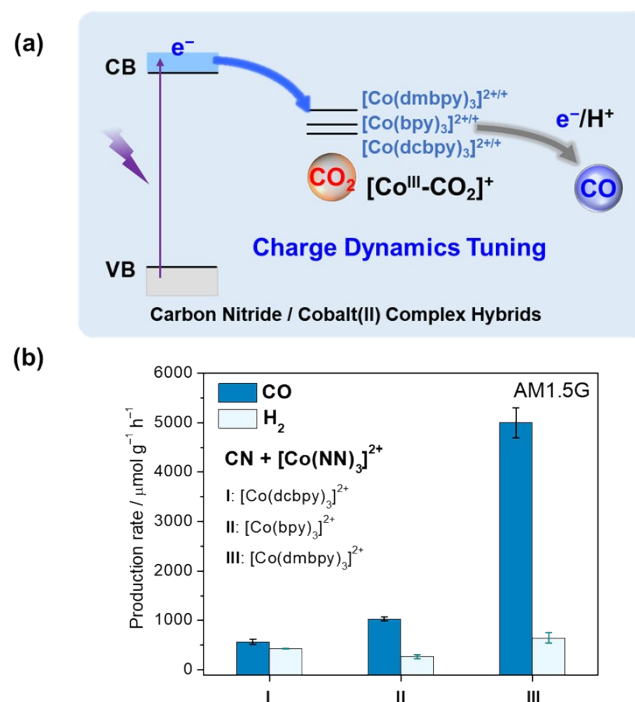 (a)
CB
e⁻
[Co(dmbpy)₃]²⁺/⁺
[Co(bpy)₃]²⁺/⁺
[Co(dcbpy)₃]²⁺/⁺
e⁻/H⁺
CO₂
[Coᴵᴵᴵ-CO₂]⁺
CO
Charge Dynamics Tuning
VB
Carbon Nitride / Cobalt(II) Complex Hybrids
(b)
Production rate / μmol g⁻¹ h⁻¹
6000
5000
4000
3000
2000
1000
0
CO
H₂
AM1.5G
CN + [Co(NN)₃]²⁺
I: [Co(dcbpy)₃]²⁺
II: [Co(bpy)₃]²⁺
III: [Co(dmbpy)₃]²⁺
I
II
III